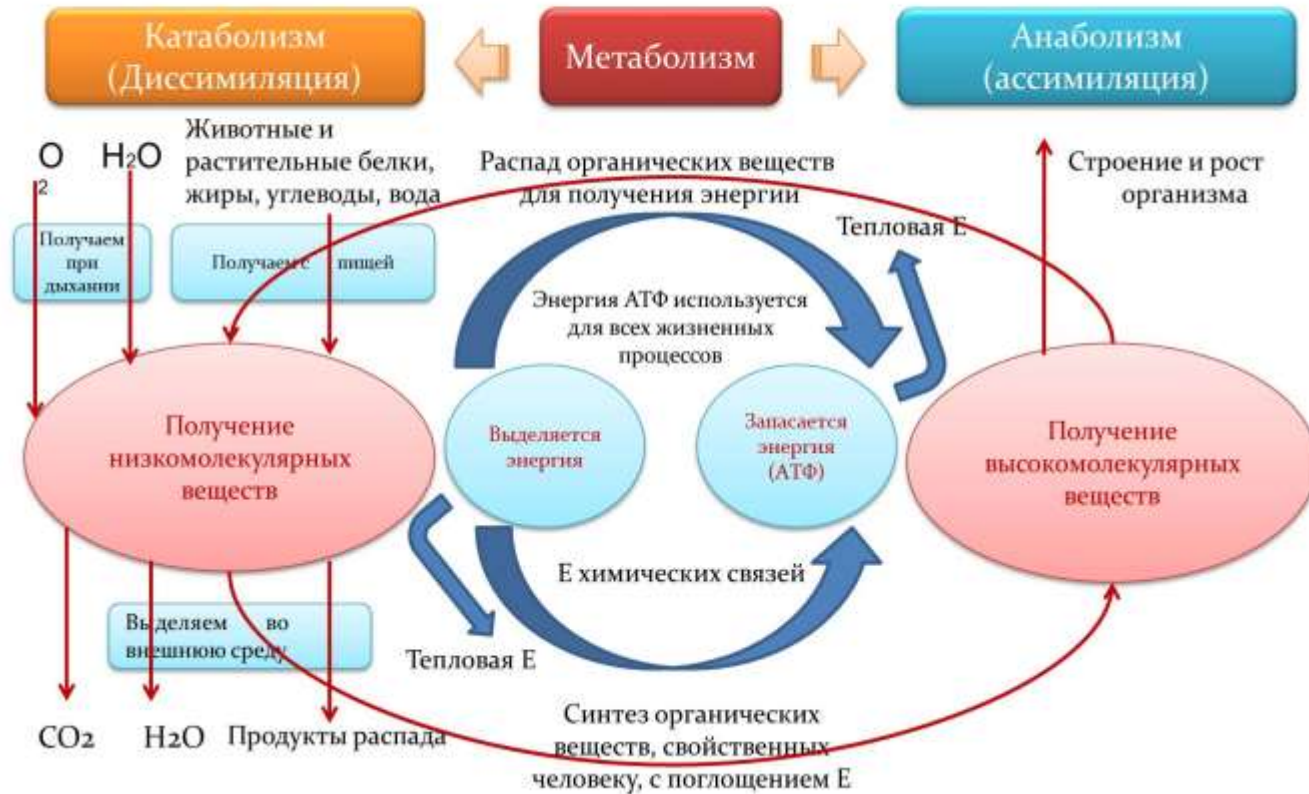 Катаболизм
(Диссимиляция)
Метаболизм
Анаболизм
(ассимиляция)
O
2
H2O
Животные и
растительные белки,
жиры, углеводы, вода
Распад органических веществ
для получения энергии
Строение и рост
организма
Получаем
при
дыхании
Получаем с пищей
Тепловая Е
Энергия АТФ используется
для всех жизненных
процессов
Получение
низкомолекулярных
веществ
Выделяется
энергия
Запасается
энергия
(АТФ)
Получение
высокомолекулярных
веществ
Е химических связей
Выделяем во
внешнюю среду
Тепловая Е
CO2
H2O
Продукты распада
Синтез органических
веществ, свойственных
человеку, с поглощением Е